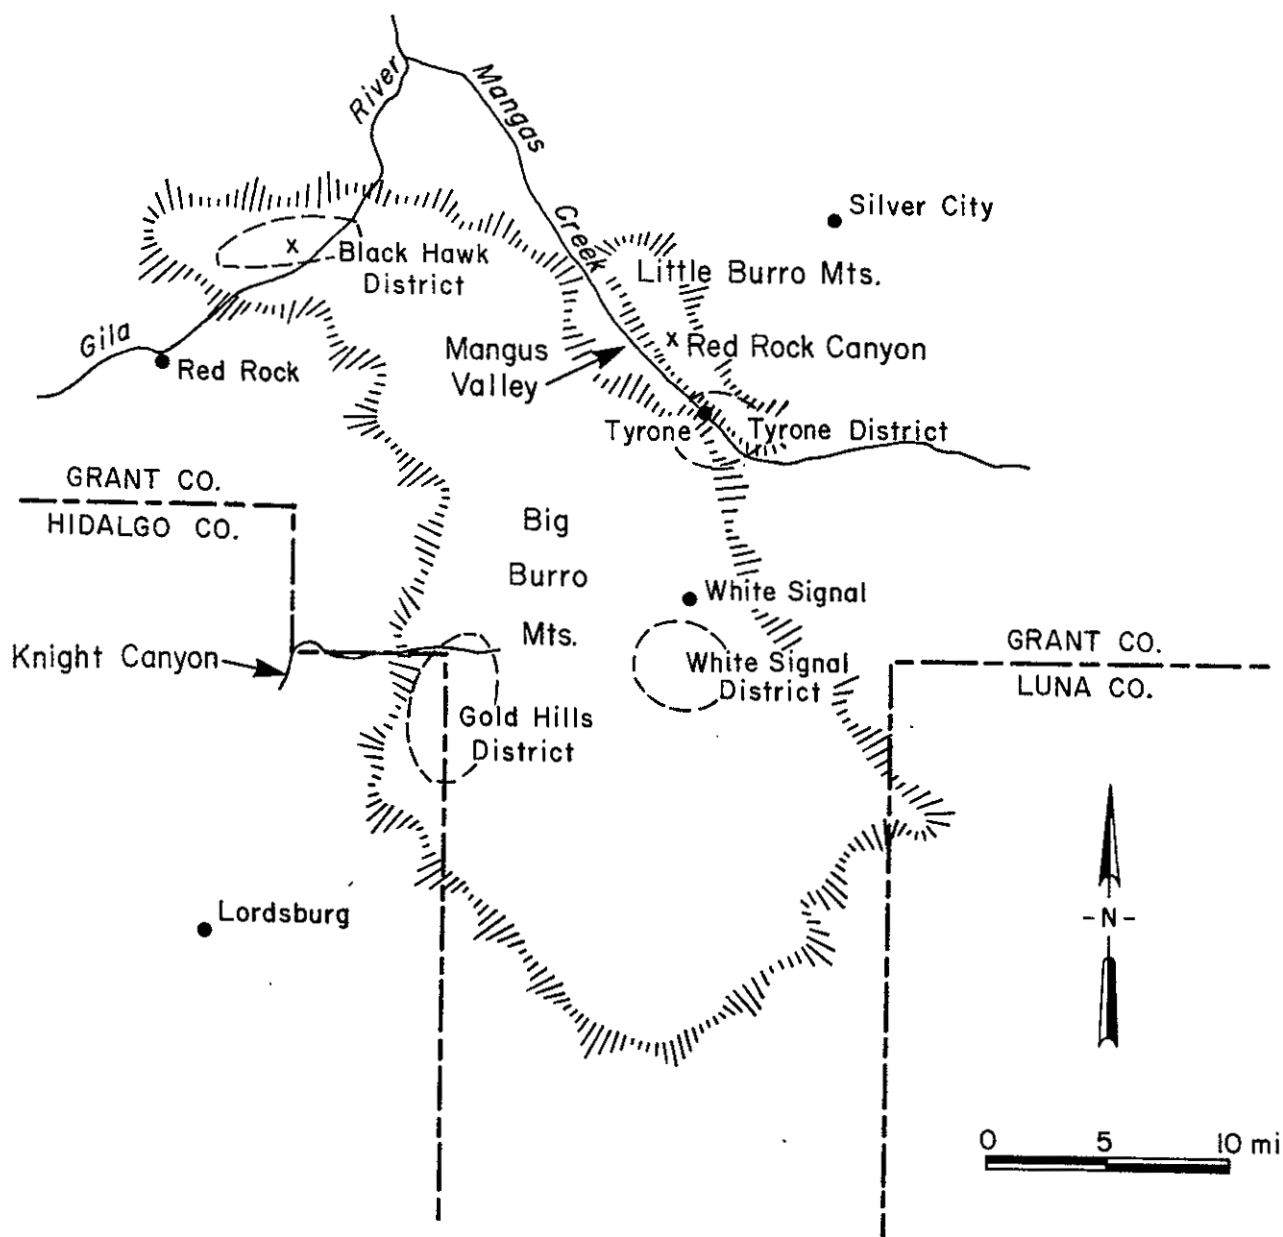 River
Mangas
Creek
Silver City
Black Hawk
District
Little Burro Mts.
Gila
Red Rock
Mangus
Valley
x Red Rock Canyon
x
Tyrone
Tyrone District
GRANT CO.
HIDALGO CO.
Big
Burro
Mts.
White Signal
Knight Canyon
White Signal
District
GRANT CO.
LUNA CO.
Gold Hills
District
Lordsburg
-N-
0 5 10 mi